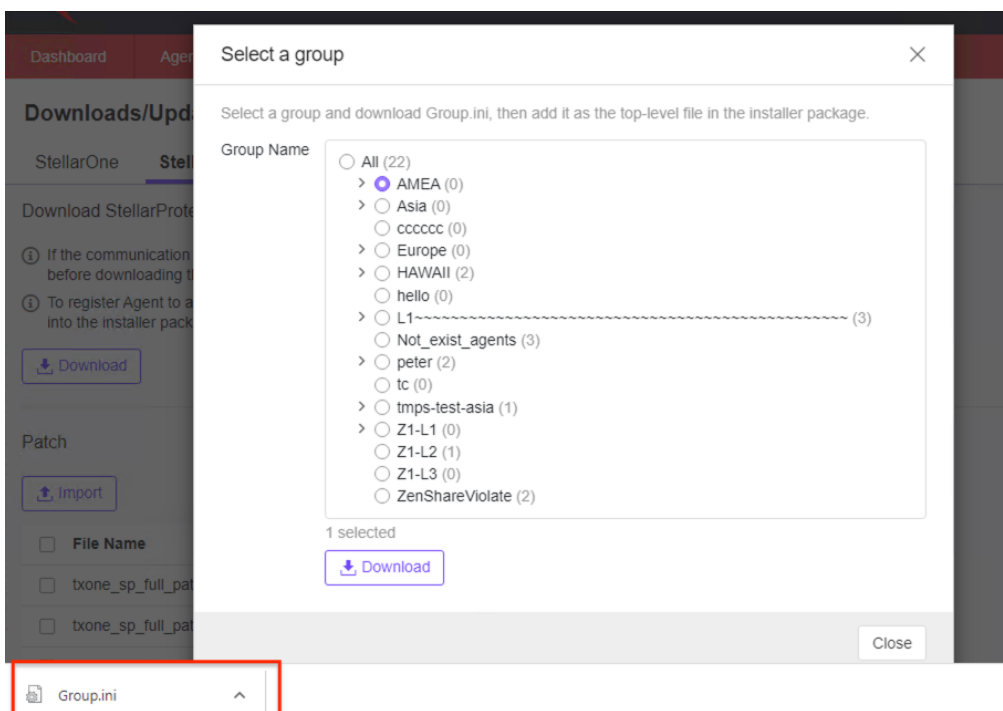 Dashboard Agen
Select a group
Downloads/Upda
Select a group and download Group.ini, then add it as the top-level file in the installer package.
StellarOne Stell
Group Name
All (22)
AMEA (0)
Asia (0)
cccccc (0)
Europe (0)
HAWAII (2)
hello (0)
L1~~~~~~~~~~~~~~~~~~~~~~~~~~~~~~~~~~~~~~~~~~~~~~~~~ (3)
Not_exist_agents (3)
peter (2)
tc (0)
tmps-test-asia (1)
Z1-L1 (0)
Z1-L2 (1)
Z1-L3 (0)
ZenShareViolate (2)
Download StellarProte
If the communication
before downloading th
To register Agent to a
into the installer pack
Download
Patch
Import
File Name
txone_sp_full_pat
txone_sp_full_pat
1 selected
Download
Close
Group.ini